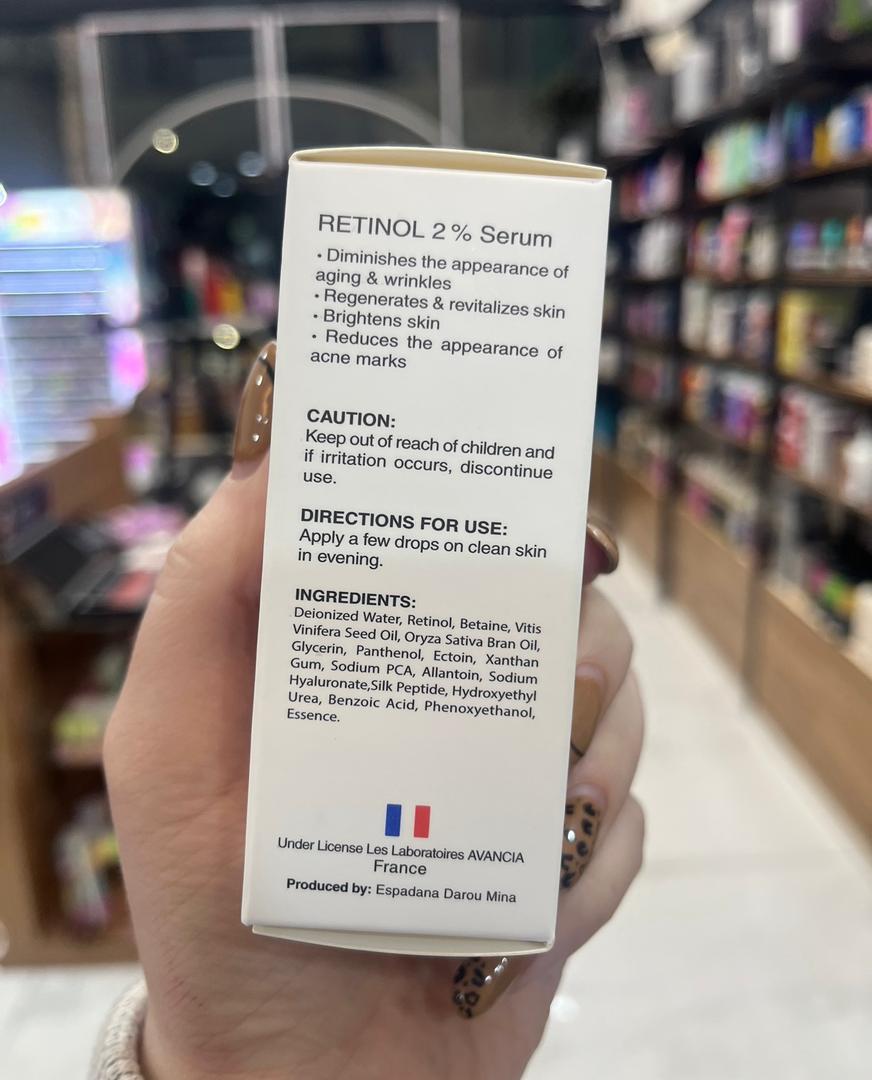 RETINOL 2 % Serum
• Diminishes the appearance of
aging & wrinkles
• Regenerates & revitalizes skin
• Brightens skin
• Reduces the appearance of
acne marks
CAUTION:
Keep out of reach of children and
if irritation occurs, discontinue
use.
DIRECTIONS FOR USE:
Apply a few drops on clean skin
in evening.
INGREDIENTS:
Deionized Water, Retinol, Betaine, Vitis
Vinifera Seed Oil, Oryza Sativa Bran Oil,
Glycerin, Panthenol, Ectoin, Xanthan
Gum, Sodium PCA, Allantoin, Sodium
Hyaluronate,Silk Peptide, Hydroxyethyl
Urea, Benzoic Acid, Phenoxyethanol,
Essence.
Under License Les Laboratoires AVANCIA
France
Produced by: Espadana Darou Mina